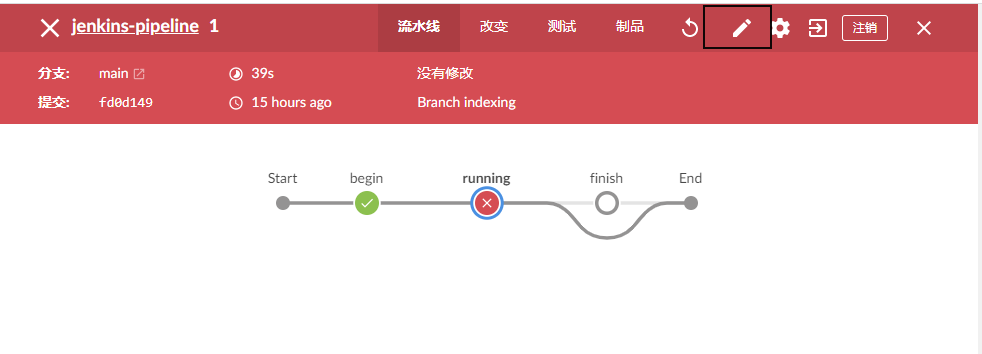 jenkins-pipeline 1 流水线 改变 测试 制品 注销
分支: main 39s 没有修改
提交: fd0d149 15 hours ago Branch indexing
Start begin running finish End